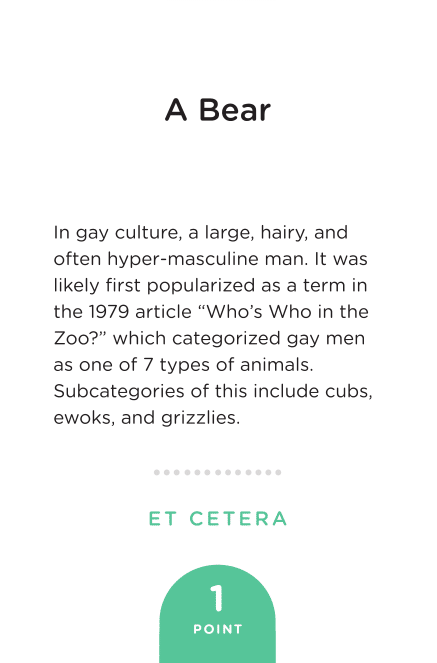 A Bear
In gay culture, a large, hairy, and
often hyper-masculine man. It was
likely first popularized as a term in
the 1979 article “Who’s Who in the
Zoo?” which categorized gay men
as one of 7 types of animals.
Subcategories of this include cubs,
ewoks, and grizzlies.
ET CETERA
1
POINT